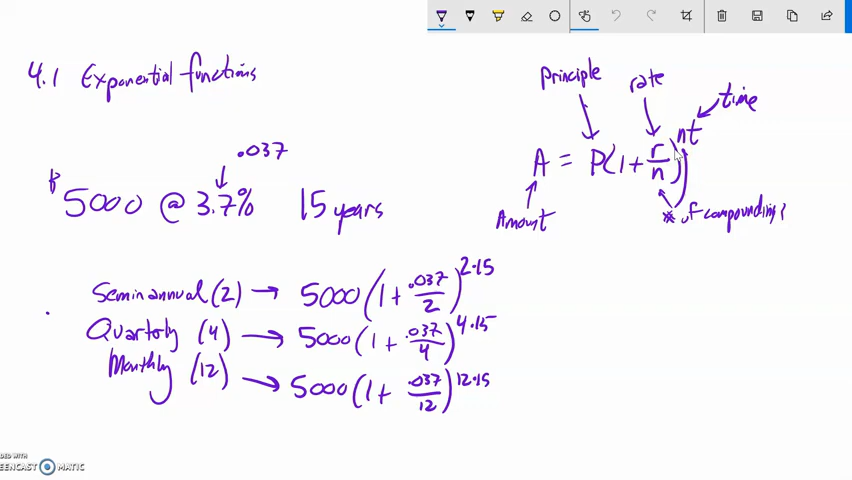 4.1 Exponential functions
Principle
rate
time
A = P(1 + r/n)^nt
Amount
# of compoundings
.037
$5000 @ 3.7% 15 years
Seminannual (2) → 5000(1 + .037/2)^2·15
Quarterly (4) → 5000(1 + .037/4)^4·15
Monthly (12) → 5000(1 + .037/12)^12·15